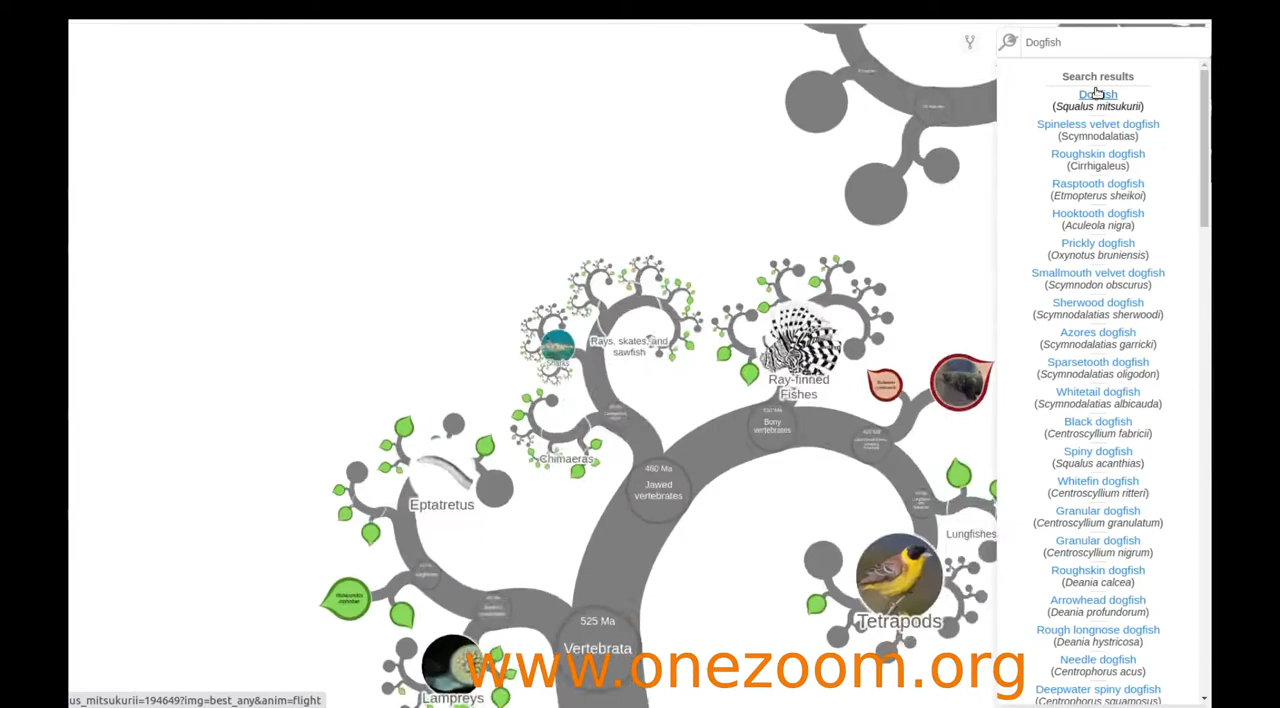 Dogfish
Search results
Dogfish
(Squalus mitsukurii)
Spineless velvet dogfish
(Scymnodalatias)
Roughskin dogfish
(Cirrhigaleus)
Rasptooth dogfish
(Etmopterus sheikoi)
Hooktooth dogfish
(Aculeola nigra)
Prickly dogfish
(Oxynotus bruniensis)
Smallmouth velvet dogfish
(Scymnodon obscurus)
Sherwood dogfish
(Scymnodalatias sherwoodi)
Azores dogfish
(Scymnodalatias garricki)
Sparsetooth dogfish
(Scymnodalatias oligodon)
Whitetail dogfish
(Scymnodalatias albicauda)
Black dogfish
(Centroscyllium fabricii)
Spiny dogfish
(Squalus acanthias)
Whitefin dogfish
(Centroscyllium ritteri)
Granular dogfish
(Centroscyllium granulatum)
Granular dogfish
(Centroscyllium nigrum)
Roughskin dogfish
(Deania calcea)
Arrowhead dogfish
(Deania profundorum)
Rough longnose dogfish
(Deania hystricosa)
Needle dogfish
(Centrophorus acus)
Deepwater spiny dogfish
(Centrophorus squamosus)
Rays, skates, and
sawfish
Sharks
Ray-finned
Fishes
Bony
vertebrates
Chimaeras
460 Ma
Jawed
vertebrates
Eptatretus
Lungfishes
Tetrapods
525 Ma
Vertebrata
Lampreys
www.onezoom.org
us_mitsukurii=194649?img=best_any&anim=flight